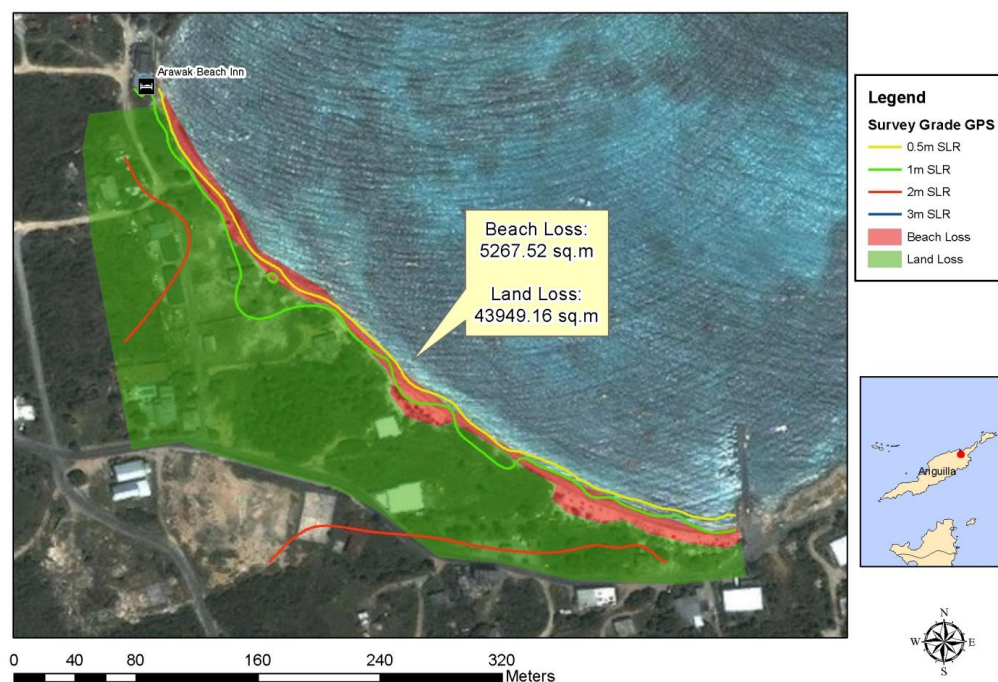 Arawak Beach Inn
Beach Loss:
5267.52 sq.m
Land Loss:
43949.16 sq.m
Legend
Survey Grade GPS
0.5m SLR
1m SLR
2m SLR
3m SLR
Beach Loss
Land Loss
Anguilla
N
W E
S
0 40 80 160 240 320
Meters